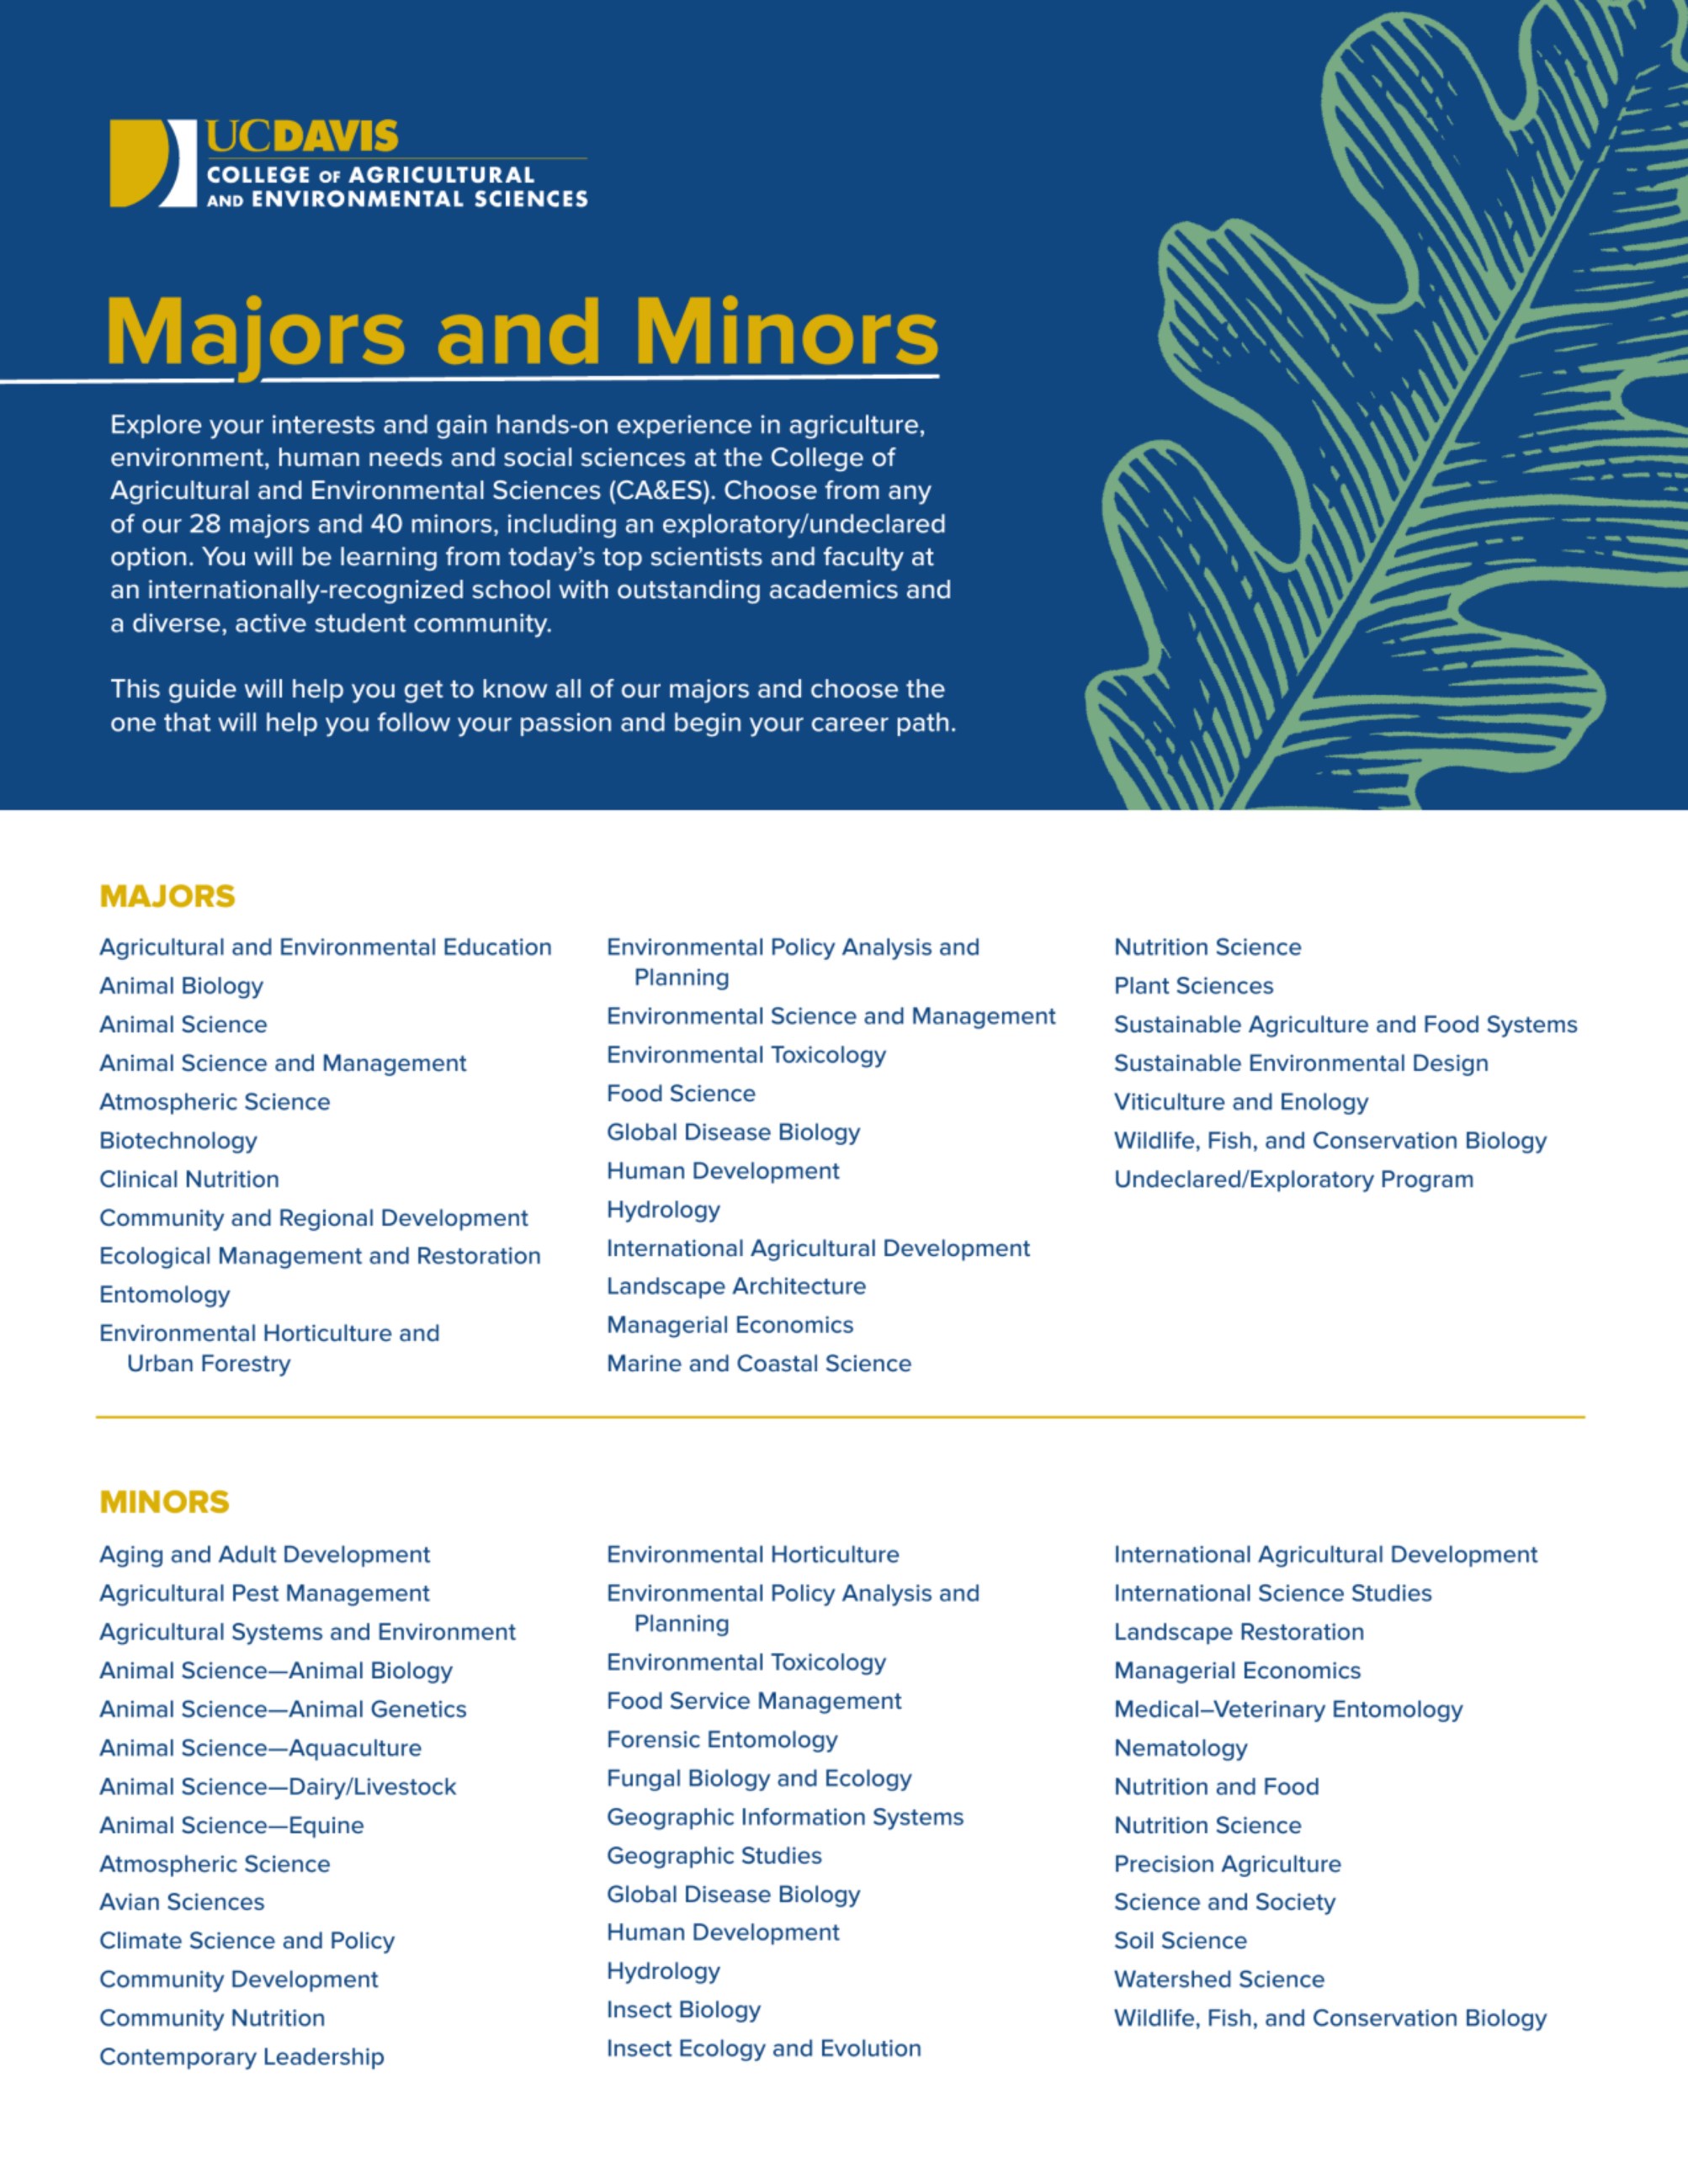 UCDAVIS
COLLEGE OF AGRICULTURAL
AND ENVIRONMENTAL SCIENCES
Majors and Minors
Explore your interests and gain hands-on experience in agriculture,
environment, human needs and social sciences at the College of
Agricultural and Environmental Sciences (CA&ES). Choose from any
of our 28 majors and 40 minors, including an exploratory/undeclared
option. You will be learning from today's top scientists and faculty at
an internationally-recognized school with outstanding academics and
a diverse, active student community.
This guide will help you get to know all of our majors and choose the
one that will help you follow your passion and begin your career path.
MAJORS
Agricultural and Environmental Education
Animal Biology
Animal Science
Animal Science and Management
Atmospheric Science
Biotechnology
Clinical Nutrition
Community and Regional Development
Ecological Management and Restoration
Entomology
Environmental Horticulture and
Urban Forestry
Environmental Policy Analysis and
Planning
Environmental Science and Management
Environmental Toxicology
Food Science
Global Disease Biology
Human Development
Hydrology
International Agricultural Development
Landscape Architecture
Managerial Economics
Marine and Coastal Science
Nutrition Science
Plant Sciences
Sustainable Agriculture and Food Systems
Sustainable Environmental Design
Viticulture and Enology
Wildlife, Fish, and Conservation Biology
Undeclared/Exploratory Program
MINORS
Aging and Adult Development
Agricultural Pest Management
Agricultural Systems and Environment
Animal Science—Animal Biology
Animal Science—Animal Genetics
Animal Science—Aquaculture
Animal Science—Dairy/Livestock
Animal Science—Equine
Atmospheric Science
Avian Sciences
Climate Science and Policy
Community Development
Community Nutrition
Contemporary Leadership
Environmental Horticulture
Environmental Policy Analysis and
Planning
Environmental Toxicology
Food Service Management
Forensic Entomology
Fungal Biology and Ecology
Geographic Information Systems
Geographic Studies
Global Disease Biology
Human Development
Hydrology
Insect Biology
Insect Ecology and Evolution
International Agricultural Development
International Science Studies
Landscape Restoration
Managerial Economics
Medical–Veterinary Entomology
Nematology
Nutrition and Food
Nutrition Science
Precision Agriculture
Science and Society
Soil Science
Watershed Science
Wildlife, Fish, and Conservation Biology